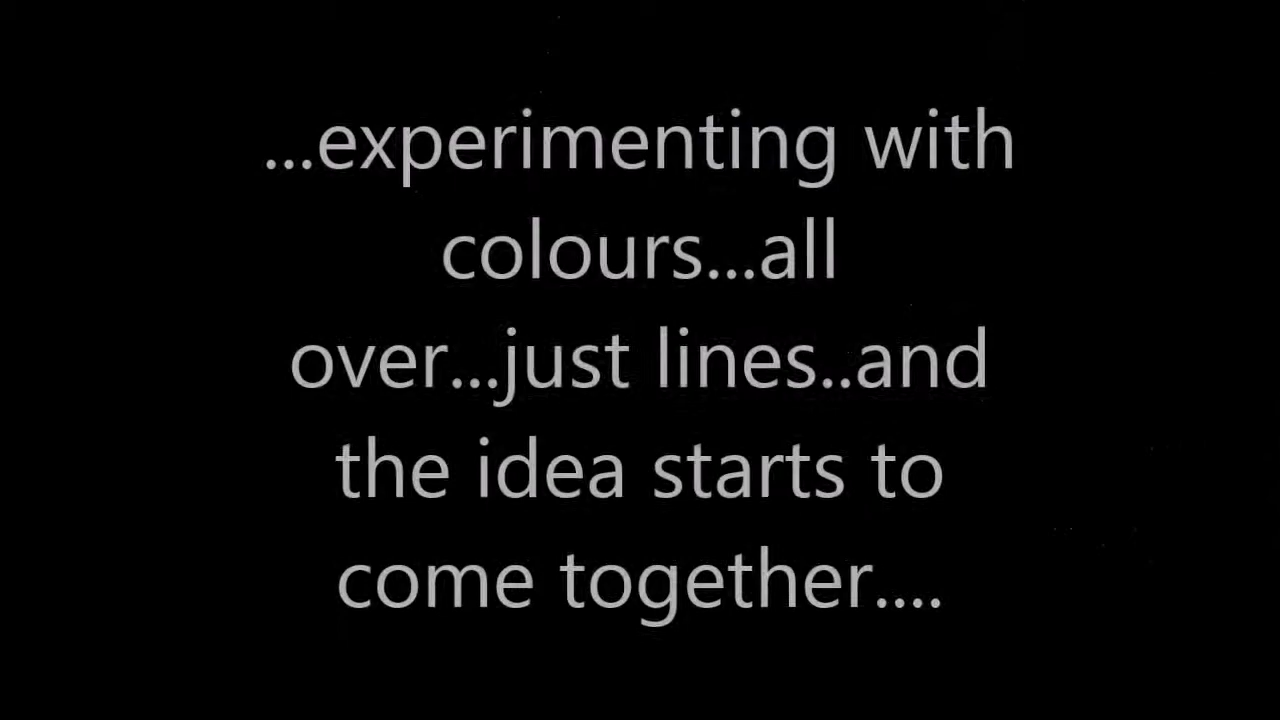 ...experimenting with
colours...all
over...just lines..and
the idea starts to
come together....